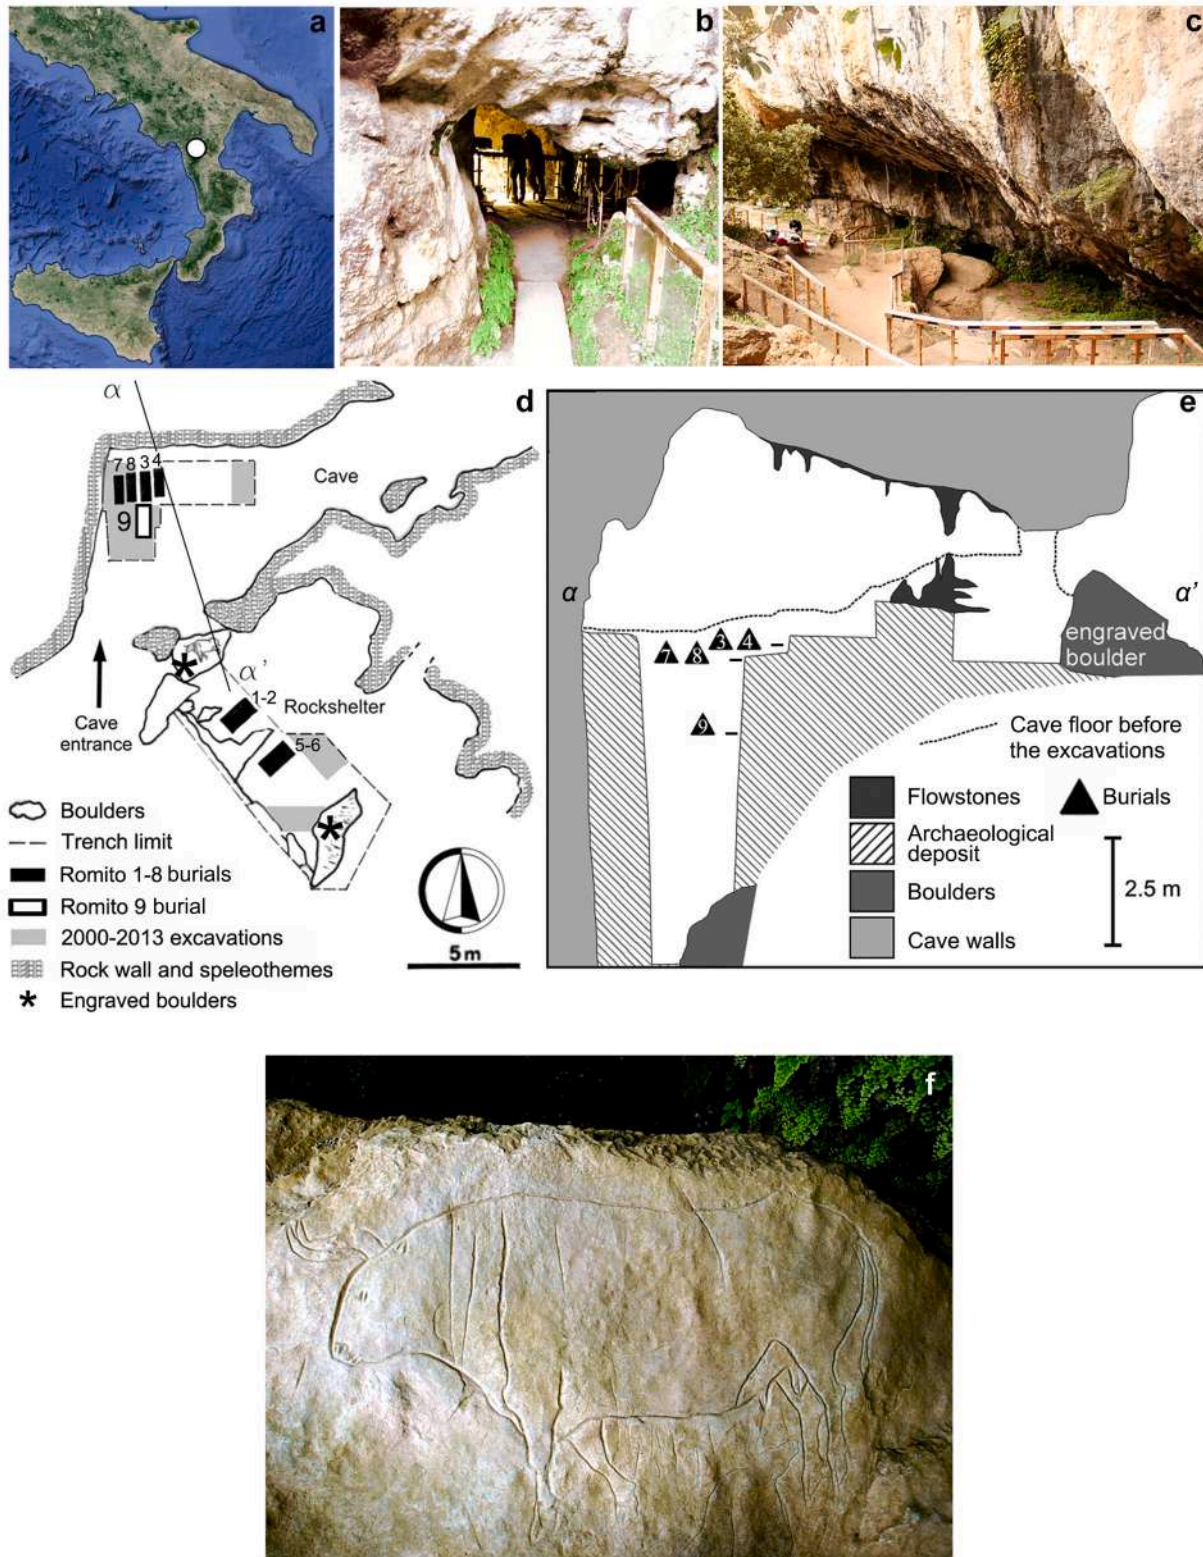 a
b
c
α
d
7 8 3 4
9
Cave
α'
1-2
Rockshelter
5-6
Cave
entrance
Boulders
Trench limit
Romito 1-8 burials
Romito 9 burial
2000-2013 excavations
Rock wall and speleothemes
* Engraved boulders
5 m
e
α
α'
3 4
7 8
9
engraved
boulder
Cave floor before
the excavations
Flowstones
Burials
Archaeological
deposit
Boulders
Cave walls
2.5 m
f